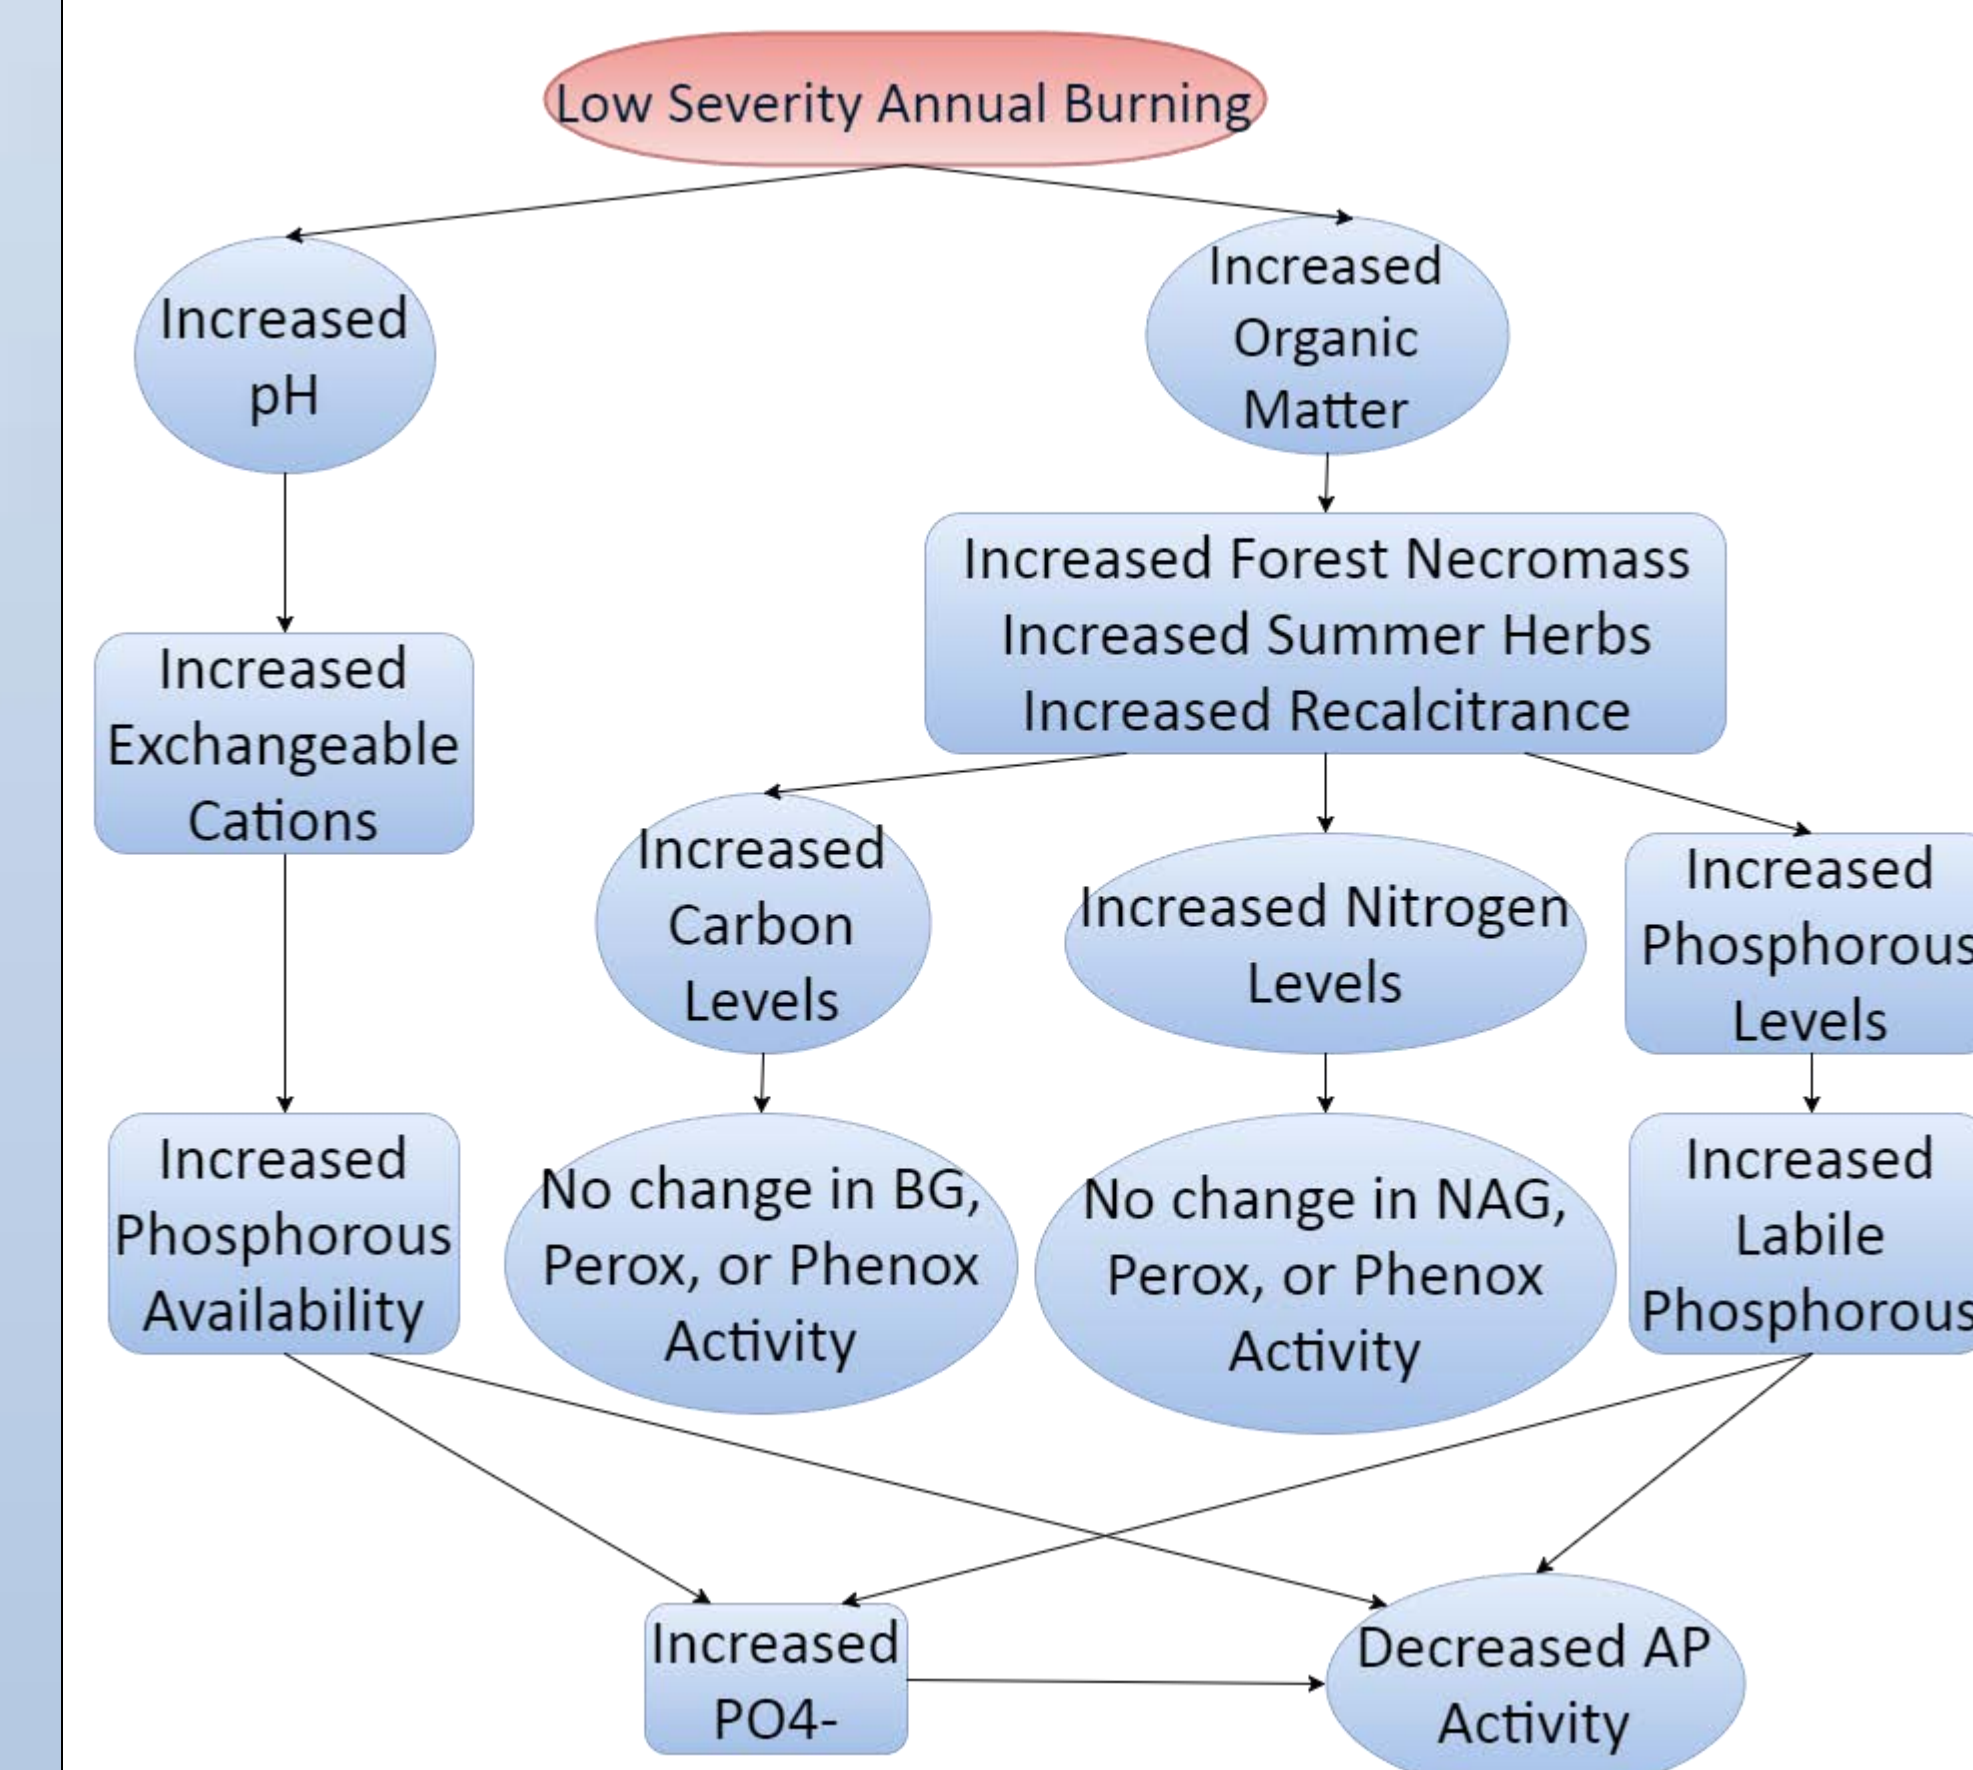 Low Severity Annual Burning
Increased
pH
Increased
Organic
Matter
Increased Forest Necromass
Increased Summer Herbs
Increased Recalcitrance
Increased
Exchangeable
Cations
Increased
Carbon
Levels
Increased Nitrogen
Levels
Increased
Phosphorous
Levels
Increased
Phosphorous
Availability
No change in BG,
Perox, or Phenox
Activity
No change in NAG,
Perox, or Phenox
Activity
Increased
Labile
Phosphorous
Increased
PO4-
Decreased AP
Activity